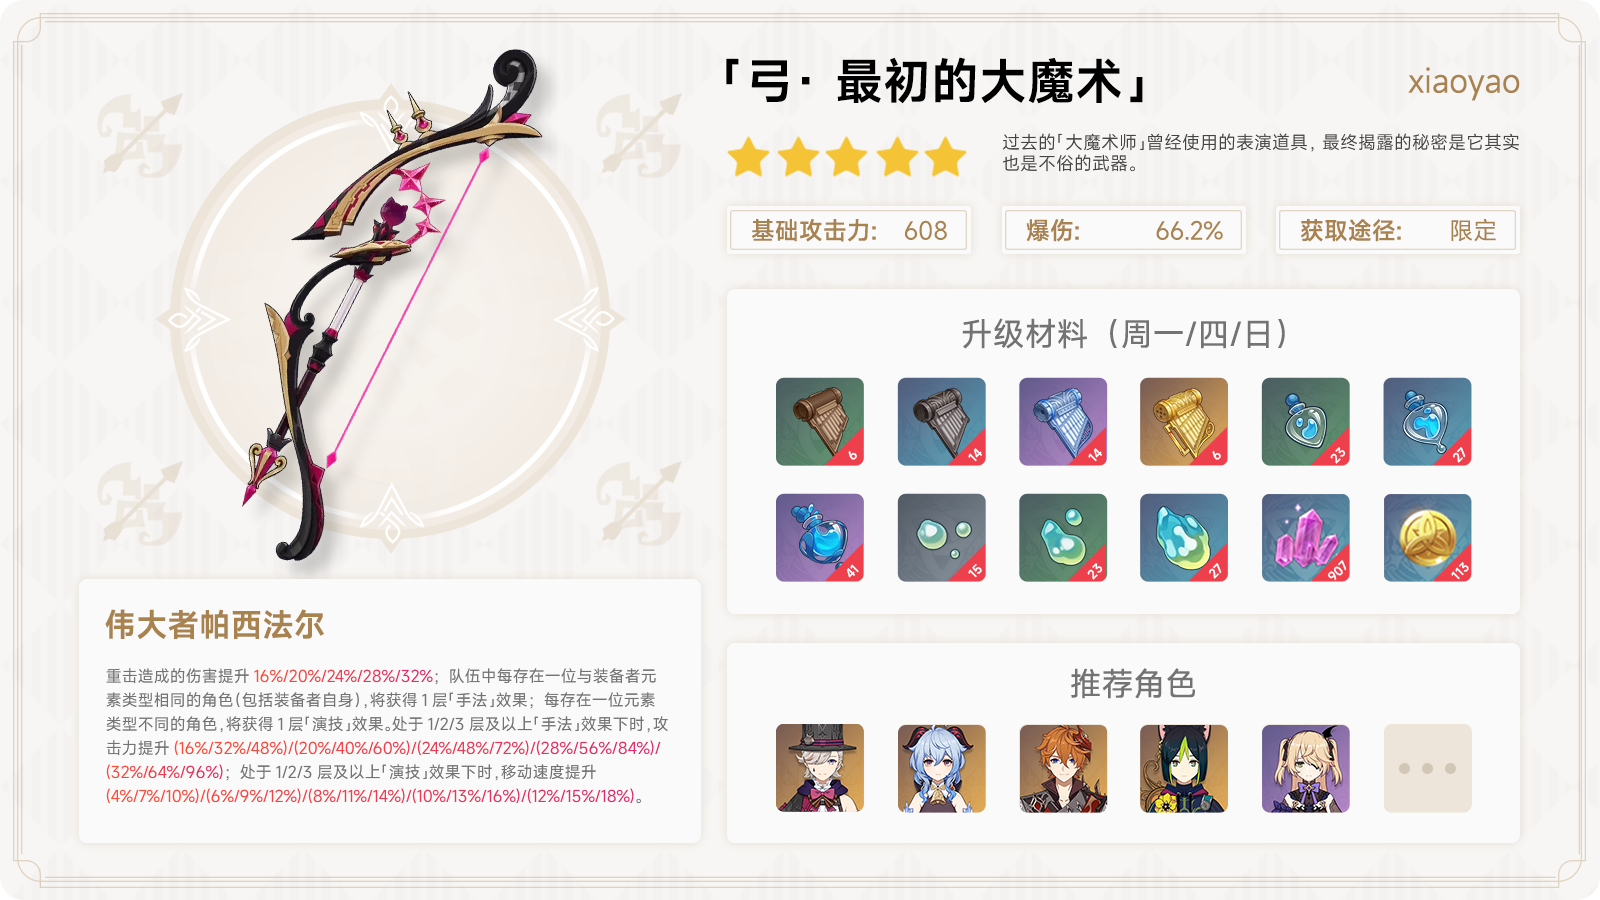 「弓· 最初的大魔术」
xiaoyao
过去的「大魔术师」曾经使用的表演道具，最终揭露的秘密是它其实
也是不俗的武器。
基础攻击力： 608
爆伤： 66.2%
获取途径： 限定
升级材料（周一/四/日）
6 14 14 6 23 27
41 15 23 27 907 113
伟大者帕西法尔
重击造成的伤害提升 16%/20%/24%/28%/32%；队伍中每存在一位与装备者元
素类型相同的角色（包括装备者自身），将获得 1 层「手法」效果；每存在一位元素
类型不同的角色，将获得 1 层「演技」效果。处于 1/2/3 层及以上「手法」效果下时，攻
击力提升 (16%/32%/48%)/(20%/40%/60%)/(24%/48%/72%)/(28%/56%/84%)/
(32%/64%/96%)；处于 1/2/3 层及以上「演技」效果下时，移动速度提升
(4%/7%/10%)/(6%/9%/12%)/(8%/11%/14%)/(10%/13%/16%)/(12%/15%/18%)。
推荐角色